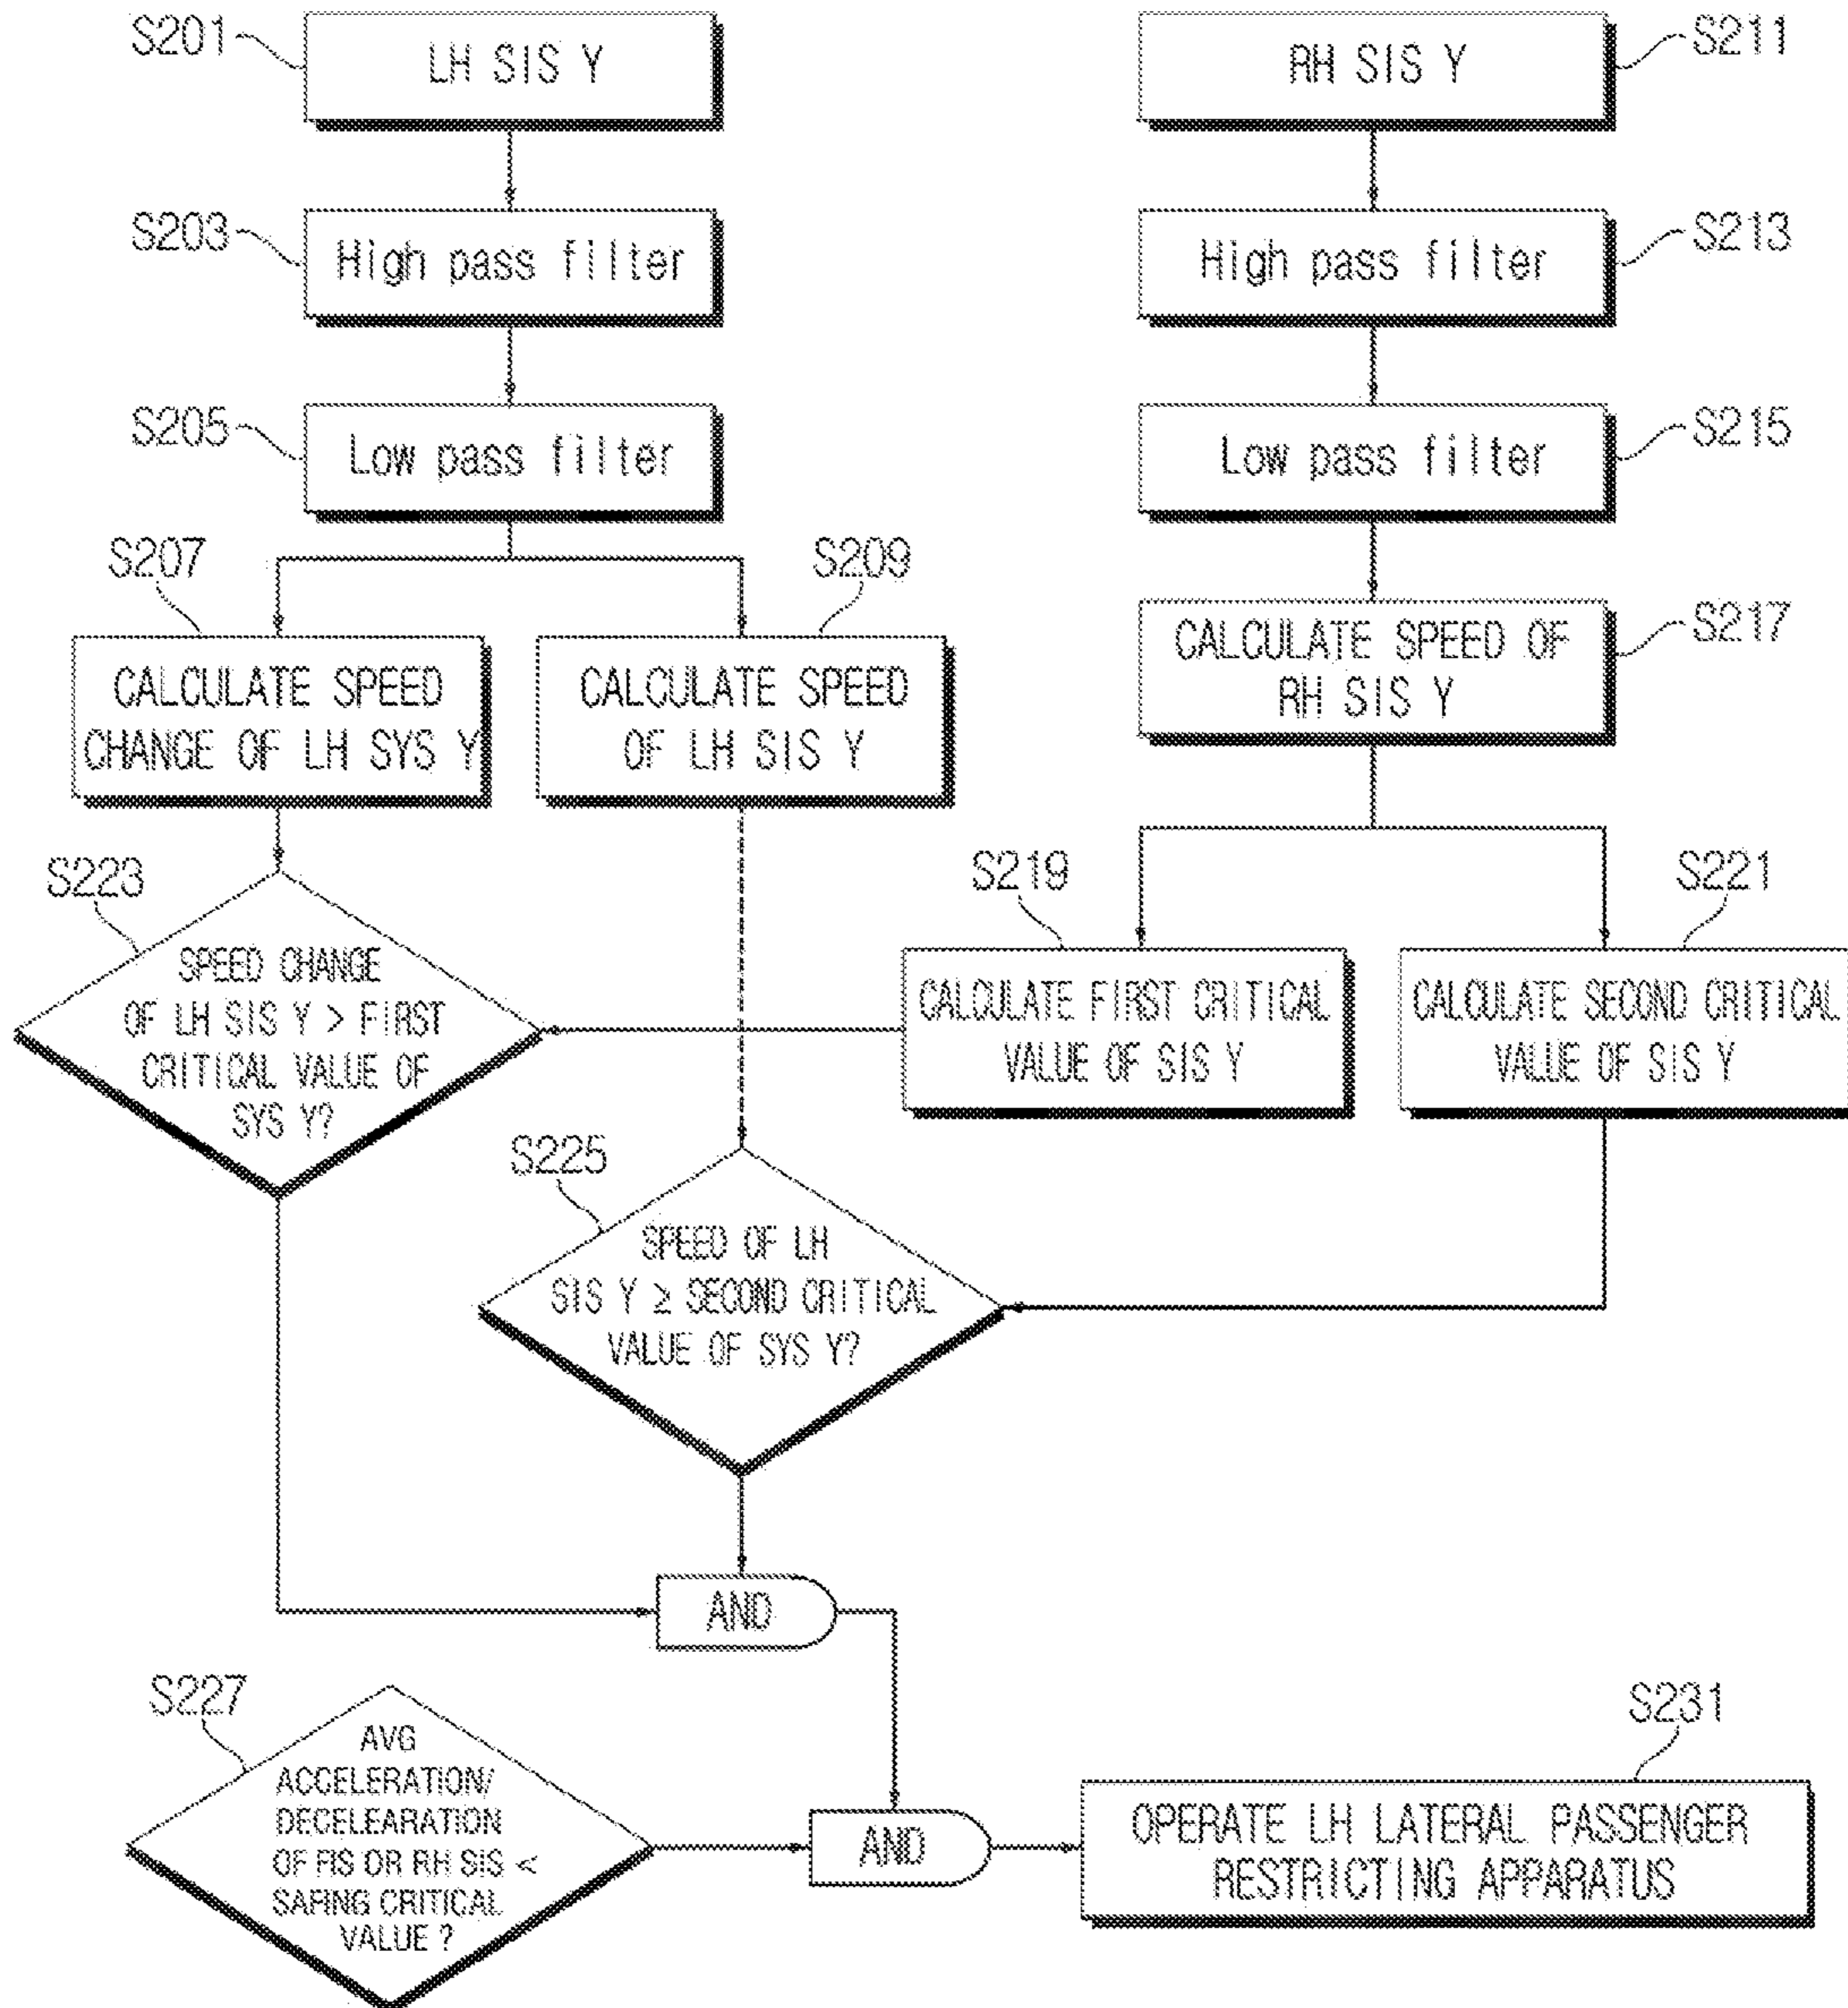 S201
LH SIS Y
RH SIS Y
S211
S203
High pass filter
High pass filter
S213
S205
Low pass filter
Low pass filter
S215
S207
S209
CALCULATE SPEED
CHANGE OF LH SYS Y
CALCULATE SPEED
OF LH SIS Y
CALCULATE SPEED OF
RH SIS Y
S217
S223
SPEED CHANGE
OF LH SIS Y > FIRST
CRITICAL VALUE OF
SYS Y?
S219
CALCULATE FIRST CRITICAL
VALUE OF SIS Y
S221
CALCULATE SECOND CRITICAL
VALUE OF SIS Y
S225
SPEED OF LH
SIS Y ≥ SECOND CRITICAL
VALUE OF SYS Y?
AND
S227
AVG
ACCELERATION/
DECELEARATION
OF FIS OR RH SIS <
SAFING CRITICAL
VALUE ?
AND
S231
OPERATE LH LATERAL PASSENGER
RESTRICTING APPARATUS